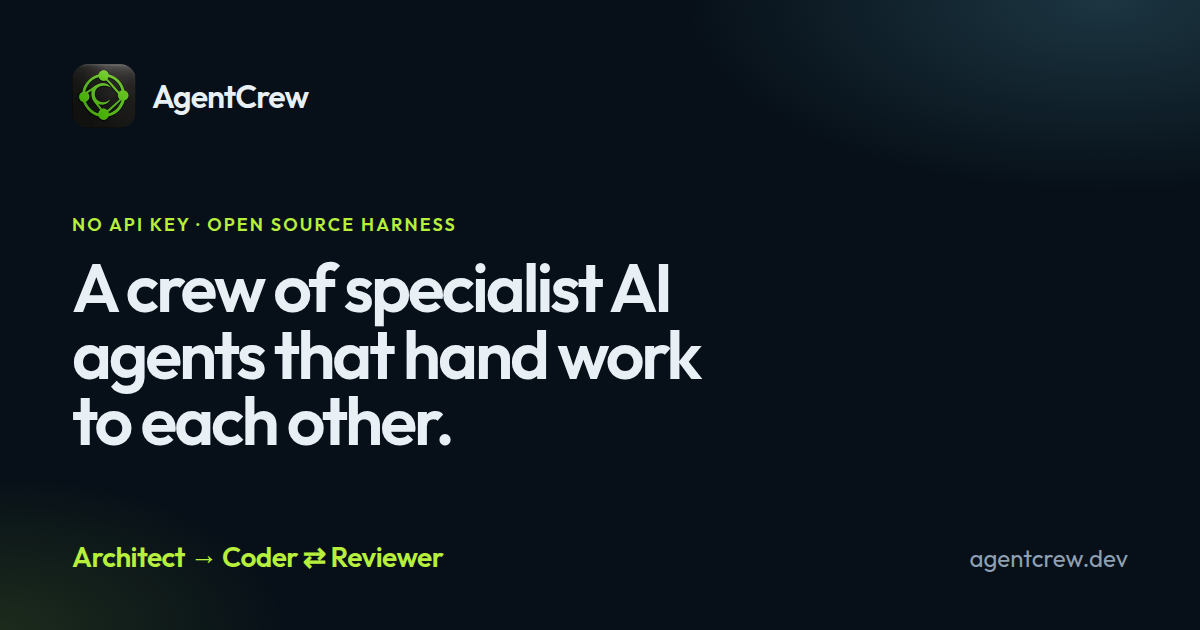 AgentCrew
NO API KEY · OPEN SOURCE HARNESS
A crew of specialist AI
agents that hand work
to each other.
Architect → Coder ⇄ Reviewer
agentcrew.dev